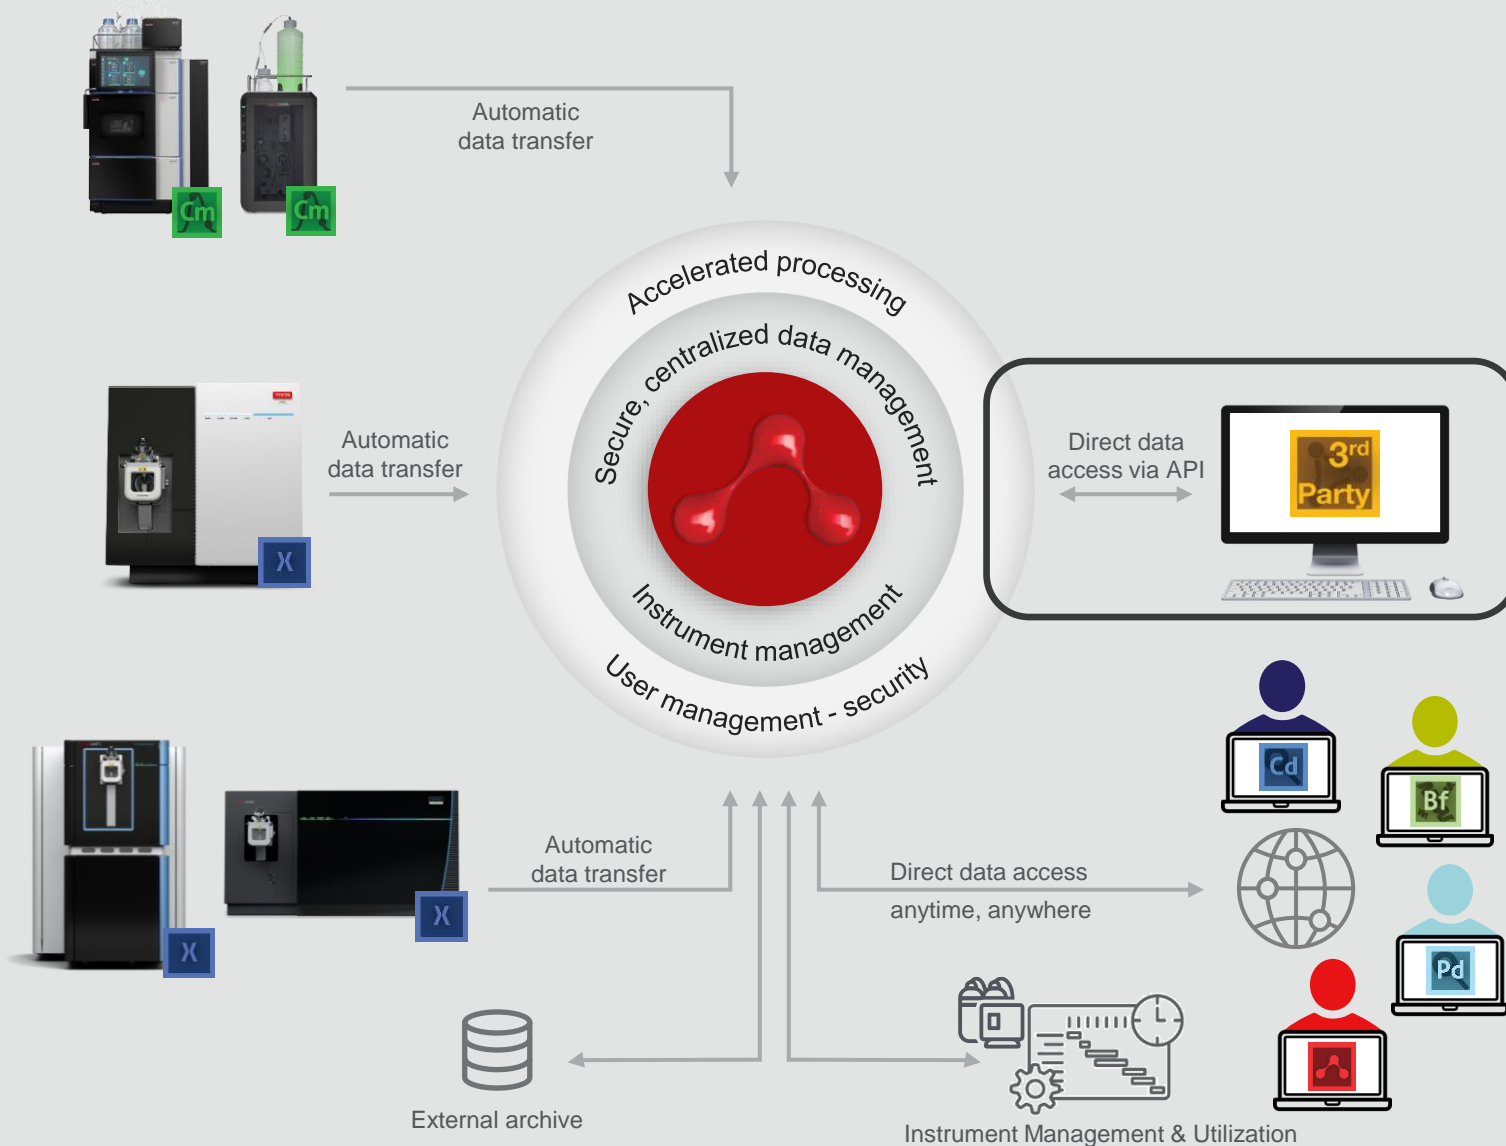 Automatic
data transfer
Cm
Cm
Accelerated processing
Secure, centralized data management
Instrument management
User management - security
Automatic
data transfer
X
Direct data
access via API
3rd
Party
Cd
Bf
Automatic
data transfer
X
X
Direct data access
anytime, anywhere
Pd
External archive
Instrument Management & Utilization